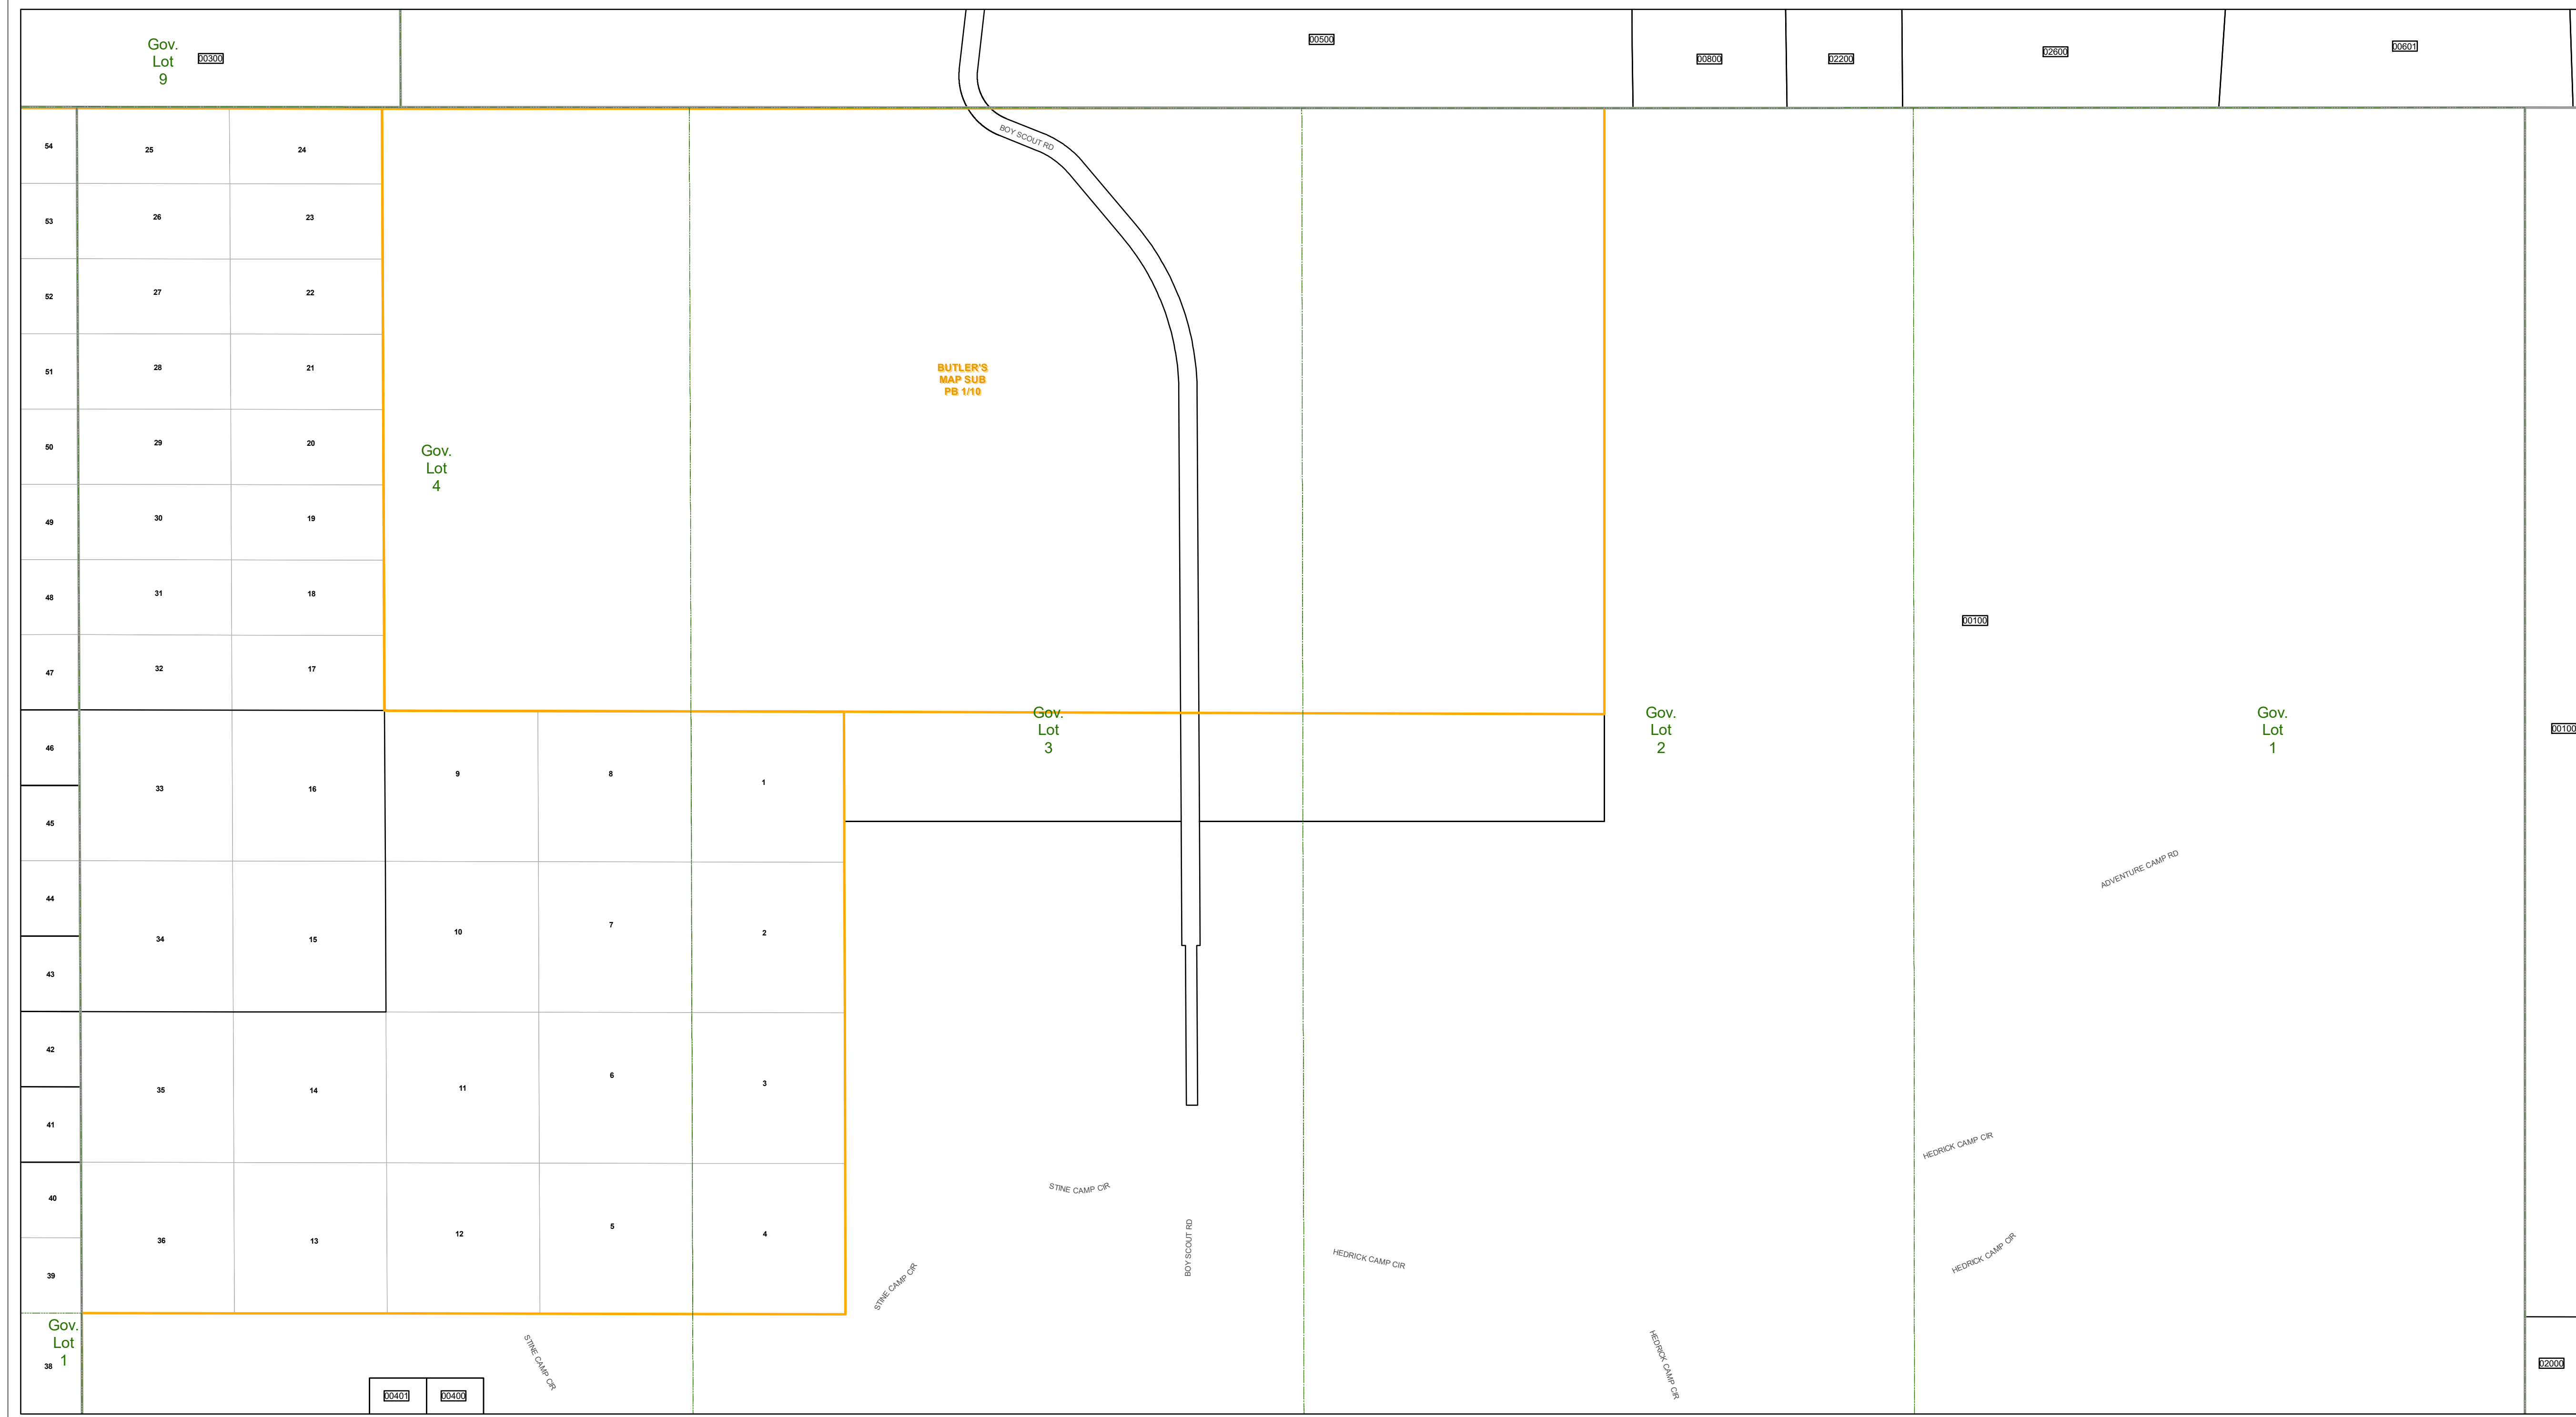 Gov.
Lot
9
00300
00500
00800
02200
02600
00601
54
25
24
BOY SCOUT RD
53
26
23
52
27
22
51
28
21
BUTLER'S
MAP SUB
PB 1/10
50
29
20
Gov.
Lot
4
49
30
19
48
31
18
00100
47
32
17
Gov.
Lot
3
Gov.
Lot
2
Gov.
Lot
1
00100
46
33
16
9
8
1
45
44
34
15
10
7
2
ADVENTURE CAMP RD
43
42
35
14
11
6
3
41
HEDRICK CAMP CIR
40
36
13
12
5
4
STINE CAMP CIR
BOY SCOUT RD
HEDRICK CAMP CIR
HEDRICK CAMP CIR
39
STINE CAMP CIR
Gov.
Lot
1
38
STINE CAMP CIR
HEDRICK CAMP CIR
00401
00400
02000